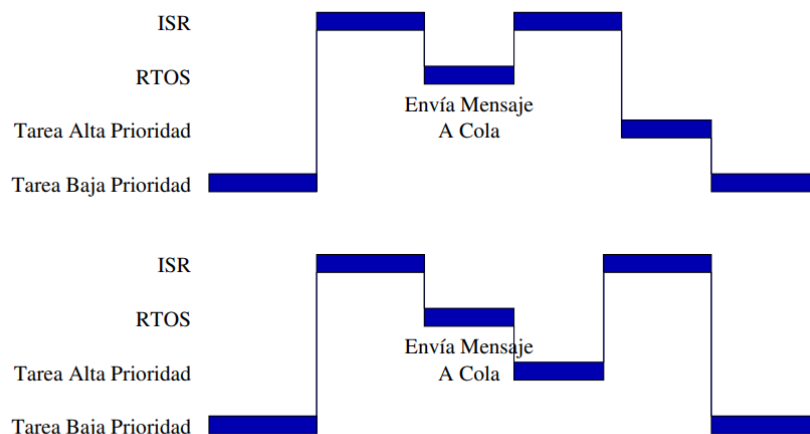 ISR
RTOS
Envía Mensaje
Tarea Alta Prioridad
A Cola
Tarea Baja Prioridad
ISR
RTOS
Envía Mensaje
Tarea Alta Prioridad
A Cola
Tarea Baja Prioridad